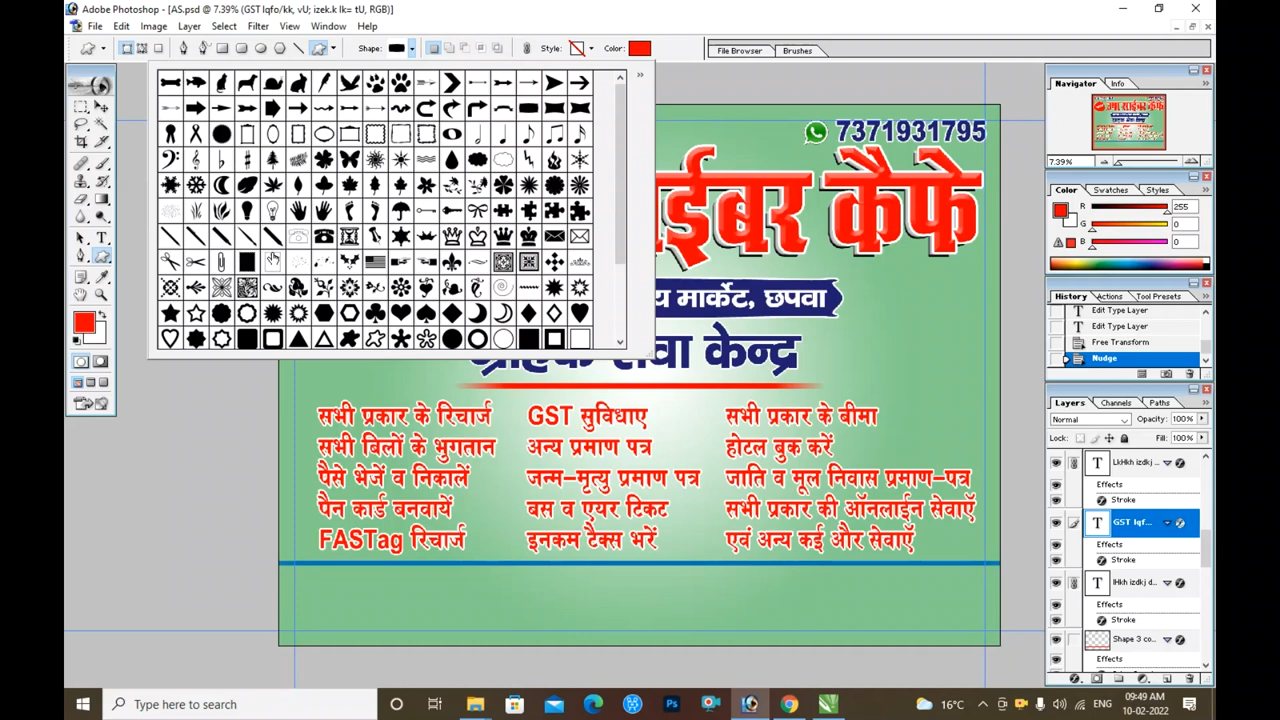 Adobe Photoshop - [AS.psd @ 7.39% (GST Iqfo/kk, vU; izek.k Ik= tU, RGB)]
File Edit Image Layer Select Filter View Window Help
Shape: Style: Color: File Browser Brushes
Navigator Info
7.39%
Color Swatches Styles
R 255
G 0
B 0
History Actions Tool Presets
Edit Type Layer
Edit Type Layer
Free Transform
Nudge
Layers Channels Paths
Normal Opacity: 100%
Lock: Fill: 100%
LkHkh izdkj ...
Effects
Stroke
GST Iqf...
Effects
Stroke
lHkh izdkj d...
Effects
Stroke
Shape 3 co...
Effects
7371931795
साईबर कैफे
य मार्केट, छपवा
ग्राहक सेवा केन्द्र
सभी प्रकार के रिचार्ज GST सुविधाए सभी प्रकार के बीमा
सभी बिलों के भुगतान अन्य प्रमाण पत्र होटल बुक करें
पैसे भेजें व निकालें जन्म-मृत्यु प्रमाण पत्र जाति व मूल निवास प्रमाण-पत्र
पैन कार्ड बनवायें बस व एयर टिकट सभी प्रकार की ऑनलाईन सेवाएॅ
FASTag रिचार्ज इनकम टैक्स भरें एवं अन्य कई और सेवाएॅ
Type here to search
16°C ENG
09:49 AM
10-02-2022